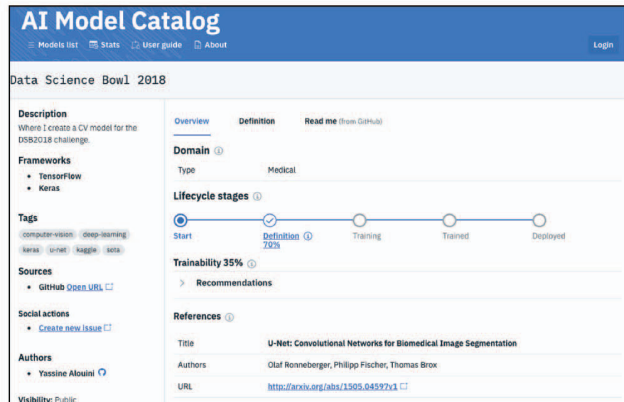 AI Model Catalog
Models list Stats User guide About Login
Data Science Bowl 2018
Description
Where I create a CV model for the
DSB2018 challenge.
Frameworks
• TensorFlow
• Keras
Tags
computer-vision deep-learning
keras u-net kaggle sota
Sources
• GitHub Open URL
Social actions
• Create new issue
Authors
• Yassine Alouini
Visibility: Public
Overview Definition Read me (from GitHub)
Domain
Type Medical
Lifecycle stages
Start Definition Training Trained Deployed
70%
Trainability 35%
> Recommendations
References
Title U-Net: Convolutional Networks for Biomedical Image Segmentation
Authors Olaf Ronneberger, Philipp Fischer, Thomas Brox
URL http://arxiv.org/abs/1505.04597v1